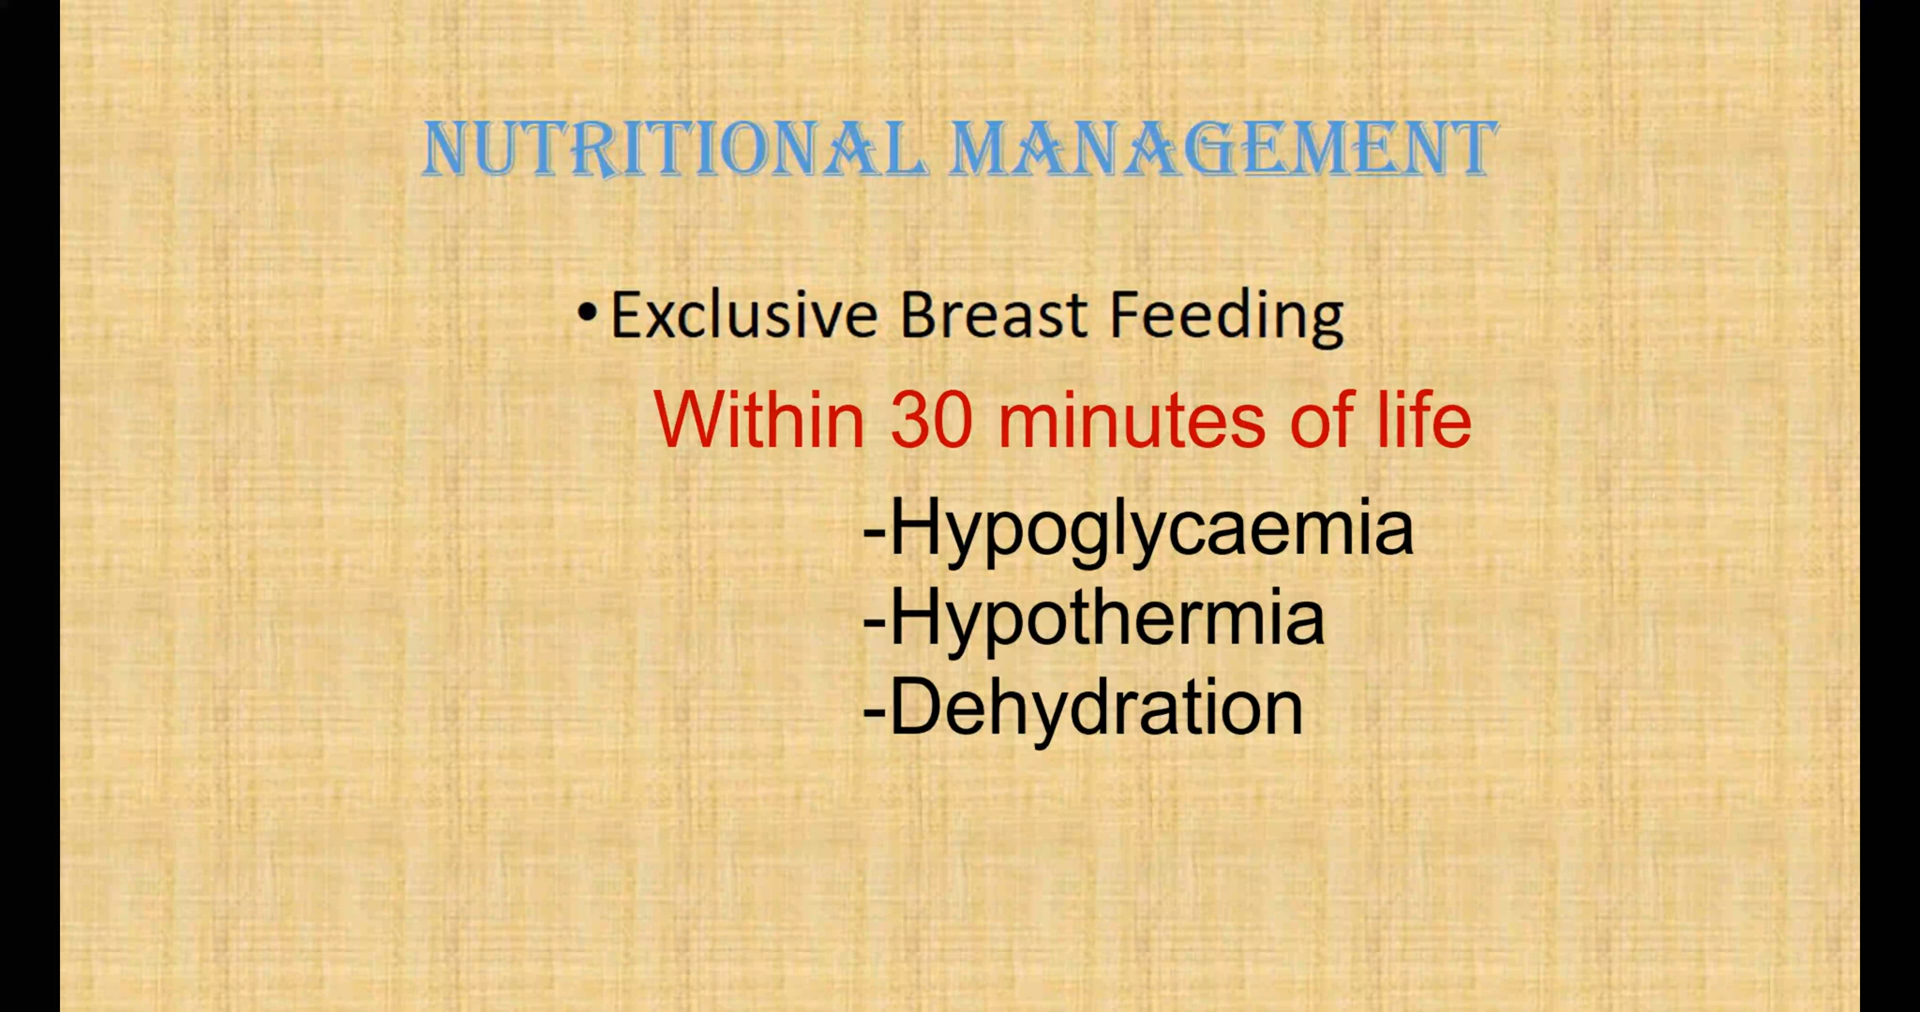 NUTRITIONAL MANAGEMENT
• Exclusive Breast Feeding
Within 30 minutes of life
-Hypoglycaemia
-Hypothermia
-Dehydration